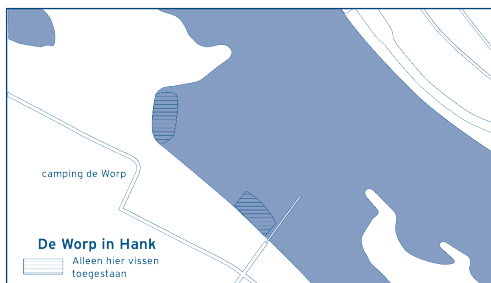 camping de Worp
De Worp in Hank
Alleen hier vissen
toegestaan